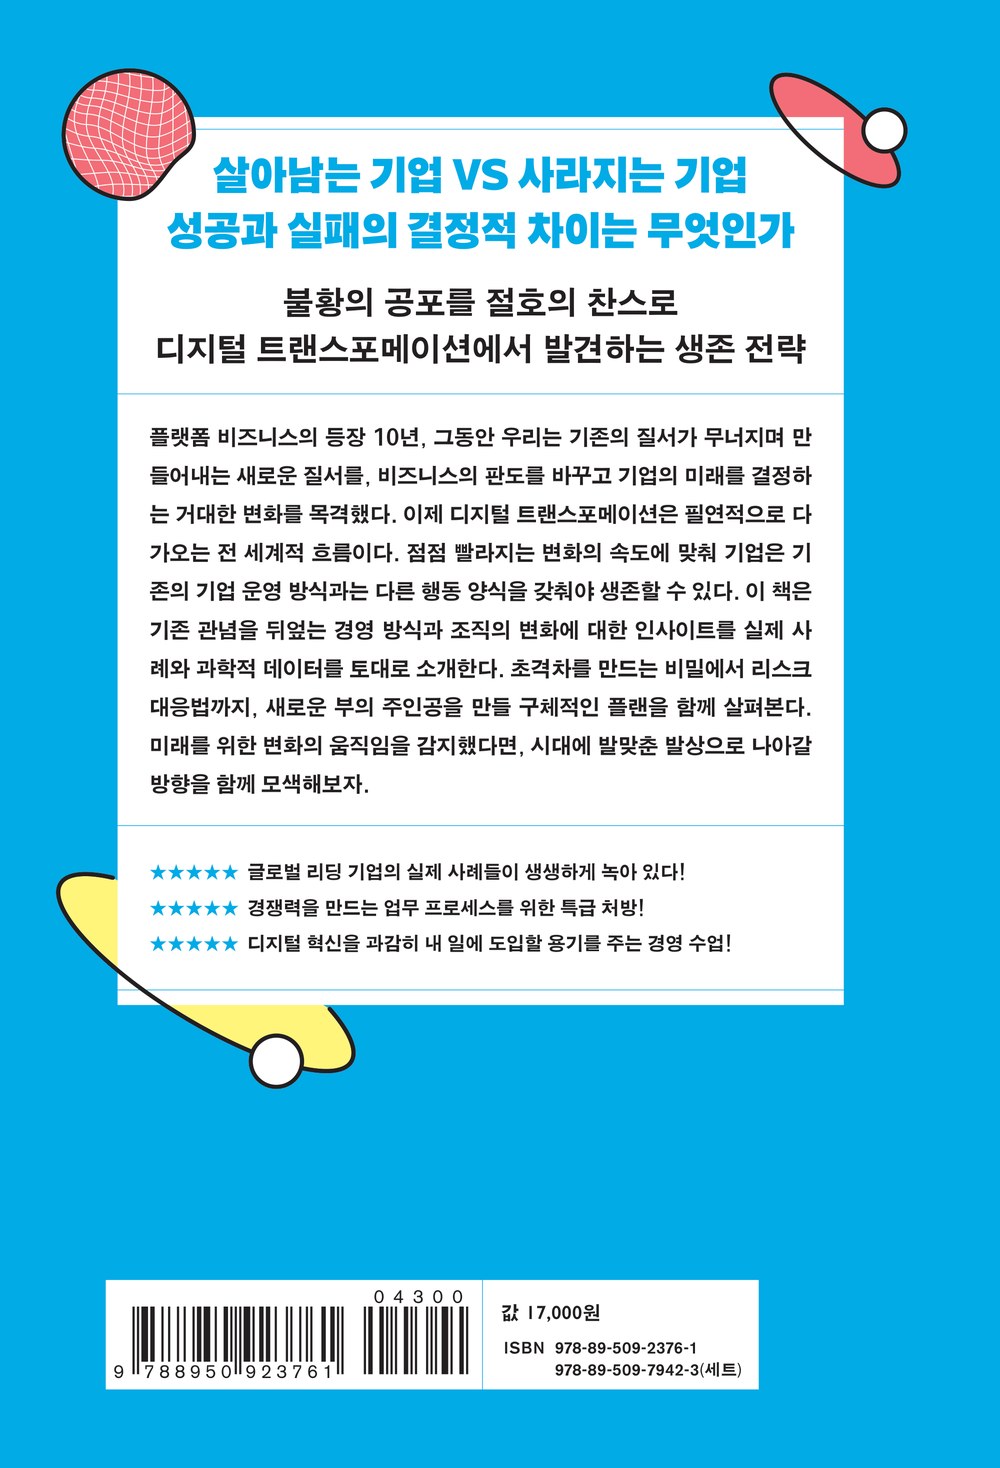 살아남는 기업 VS 사라지는 기업
성공과 실패의 결정적 차이는 무엇인가
불황의 공포를 절호의 찬스로
디지털 트랜스포메이션에서 발견하는 생존 전략
플랫폼 비즈니스의 등장 10년, 그동안 우리는 기존의 질서가 무너지며 만
들어내는 새로운 질서를, 비즈니스의 판도를 바꾸고 기업의 미래를 결정하
는 거대한 변화를 목격했다. 이제 디지털 트랜스포메이션은 필연적으로 다
가오는 전 세계적 흐름이다. 점점 빨라지는 변화의 속도에 맞춰 기업은 기
존의 기업 운영 방식과는 다른 행동 양식을 갖춰야 생존할 수 있다. 이 책은
기존 관념을 뒤엎는 경영 방식과 조직의 변화에 대한 인사이트를 실제 사
례와 과학적 데이터를 토대로 소개한다. 초격차를 만드는 비밀에서 리스크
대응법까지, 새로운 부의 주인공을 만들 구체적인 플랜을 함께 살펴본다.
미래를 위한 변화의 움직임을 감지했다면, 시대에 발맞춘 발상으로 나아갈
방향을 함께 모색해보자.
★★★★★ 글로벌 리딩 기업의 실제 사례들이 생생하게 녹아 있다!
★★★★★ 경쟁력을 만드는 업무 프로세스를 위한 특급 처방!
★★★★★ 디지털 혁신을 과감히 내 일에 도입할 용기를 주는 경영 수업!
04300
9 788950 923761
값 17,000원
ISBN 978-89-509-2376-1
978-89-509-7942-3(세트)